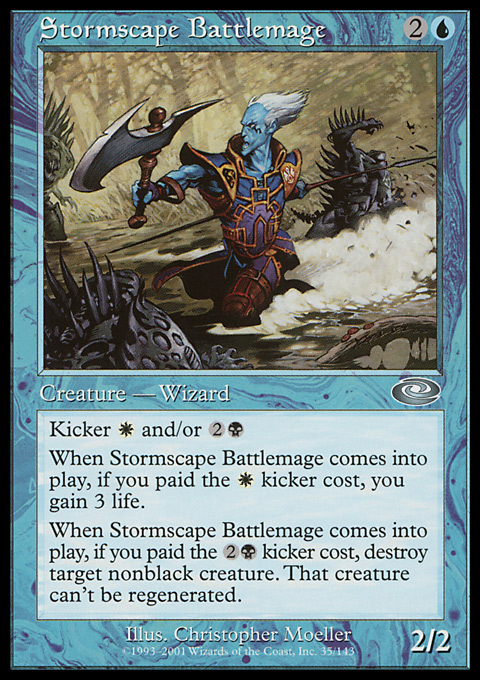 Stormscape Battlemage 2
Creature — Wizard
Kicker and/or 2
When Stormscape Battlemage comes into
play, if you paid the kicker cost, you
gain 3 life.
When Stormscape Battlemage comes into
play, if you paid the 2 kicker cost, destroy
target nonblack creature. That creature
can't be regenerated.
Illus. Christopher Moeller
©1993–2001 Wizards of the Coast, Inc. 35/143
2/2